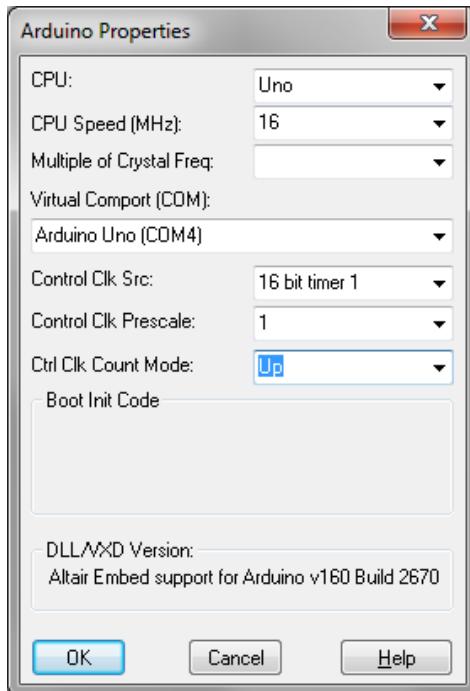 Arduino Properties
CPU: Uno
CPU Speed (MHz): 16
Multiple of Crystal Freq:
Virtual Comport (COM):
Arduino Uno (COM4)
Control Clk Src: 16 bit timer 1
Control Clk Prescale: 1
Ctrl Clk Count Mode: Up
Boot Init Code
DLL/VXD Version:
Altair Embed support for Arduino v160 Build 2670
OK Cancel Help